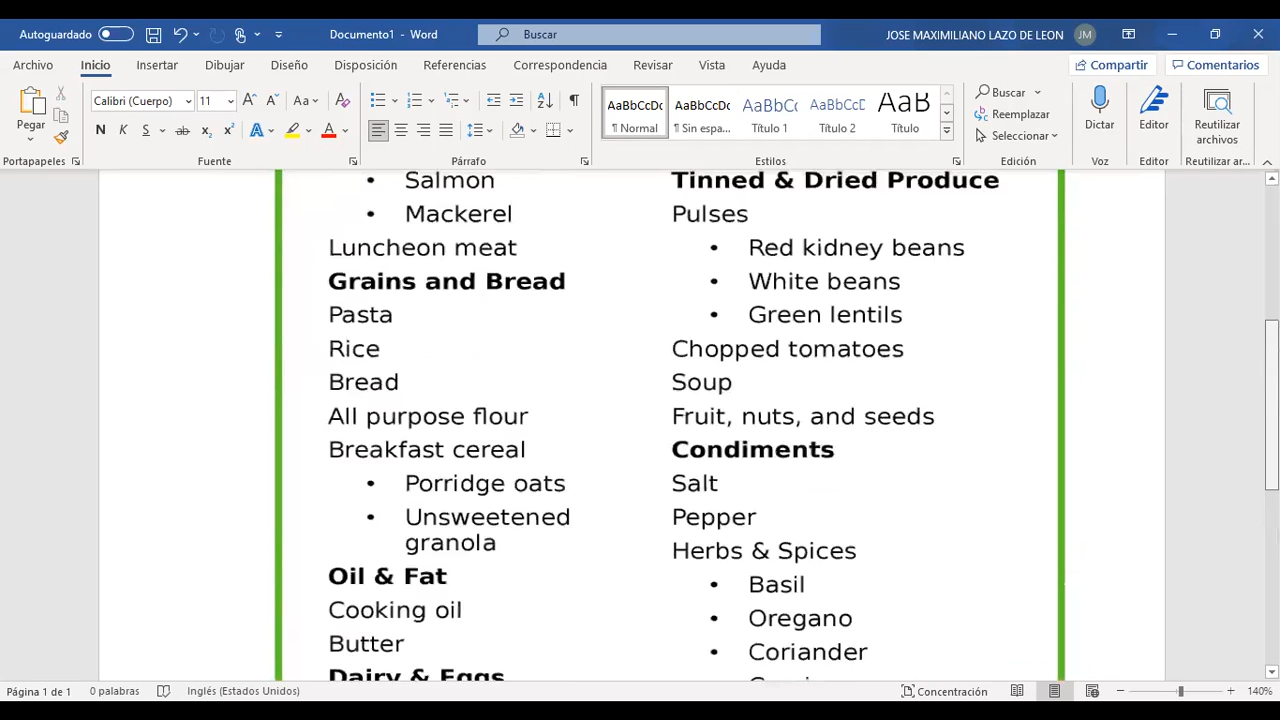 Autoguardado
Documento1 - Word
Buscar
JOSE MAXIMILIANO LAZO DE LEON
JM
Archivo
Inicio
Insertar
Dibujar
Diseño
Disposición
Referencias
Correspondencia
Revisar
Vista
Ayuda
Compartir
Comentarios
Pegar
Calibri (Cuerpo)
11
N K S ab x₂ x² A A
AaBbCcDc
¶ Normal
AaBbCcDc
¶ Sin espa...
AaBbCc
Título 1
AaBbCcD
Título 2
AaB
Título
Buscar
Reemplazar
Seleccionar
Dictar
Editor
Reutilizar
archivos
Portapapeles
Fuente
Párrafo
Estilos
Edición
Voz
Editor
Reutilizar ar...
• Salmon
• Mackerel
Luncheon meat
Grains and Bread
Pasta
Rice
Bread
All purpose flour
Breakfast cereal
• Porridge oats
• Unsweetened
granola
Oil & Fat
Cooking oil
Butter
Dairy & Eggs
Tinned & Dried Produce
Pulses
• Red kidney beans
• White beans
• Green lentils
Chopped tomatoes
Soup
Fruit, nuts, and seeds
Condiments
Salt
Pepper
Herbs & Spices
• Basil
• Oregano
• Coriander
Página 1 de 1
0 palabras
Inglés (Estados Unidos)
Concentración
140%